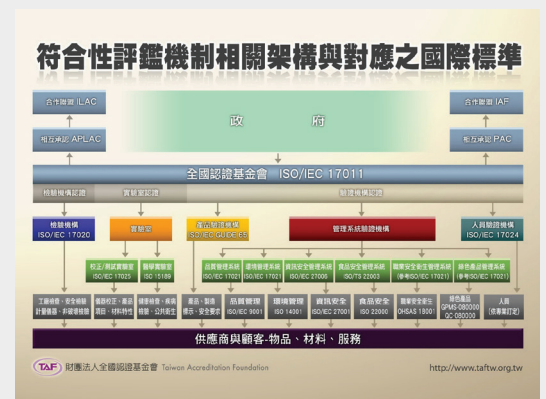 符合性評鑑機制相關架構與對應之國際標準
合作聯盟 ILAC
政 府
合作聯盟 IAF
相互承認 APLAC
相互承認 PAC
全國認證基金會 ISO/IEC 17011
檢驗機構認證
實驗室認證
驗證機構認證
檢驗機構
ISO/IEC 17020
實驗室
產品驗證機構
ISO/IEC GUIDE 65
管理系統驗證機構
人員驗證機構
ISO/IEC 17024
校正/測試實驗室
ISO/IEC 17025
醫學實驗室
ISO 15189
品質管理系統
ISO/IEC 17021
環境管理系統
ISO/IEC 17021
資訊安全管理系統
ISO/IEC 27006
食品安全管理系統
ISO/TS 22003
職業安全衛生管理系統
(參考ISO/IEC 17021)
綠色產品管理系統
(參考ISO/IEC 17021)
工廠檢查、安全檢驗
計量儀器、非破壞檢驗
儀器校正、產品
項目、材料特性
健康檢查、疾病
檢驗、公共衛生
產品、製程
標示、安全要求
品質管理
ISO/IEC 9001
環境管理
ISO 14001
資訊安全
ISO/IEC 27001
食品安全
ISO 22000
職業安全衛生
OHSAS 18001
綠色產品
GPMS-080000
QC-080000
人員
(依專業訂定)
供應商與顧客-物品、材料、服務
TAF 財團法人全國認證基金會 Taiwan Accreditation Foundation
http://www.taftw.org.tw